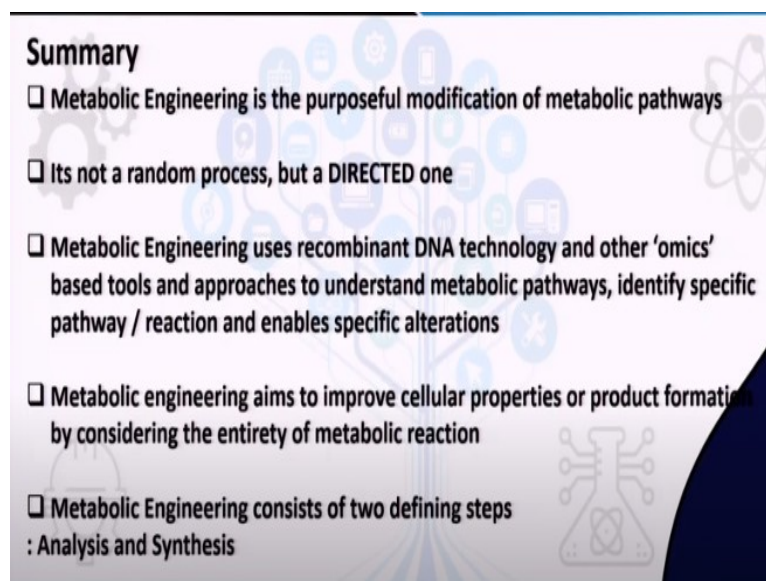 Summary
❑ Metabolic Engineering is the purposeful modification of metabolic pathways
❑ Its not a random process, but a DIRECTED one
❑ Metabolic Engineering uses recombinant DNA technology and other ‘omics’
based tools and approaches to understand metabolic pathways, identify specific
pathway / reaction and enables specific alterations
❑ Metabolic engineering aims to improve cellular properties or product formation
by considering the entirety of metabolic reaction
❑ Metabolic Engineering consists of two defining steps
: Analysis and Synthesis